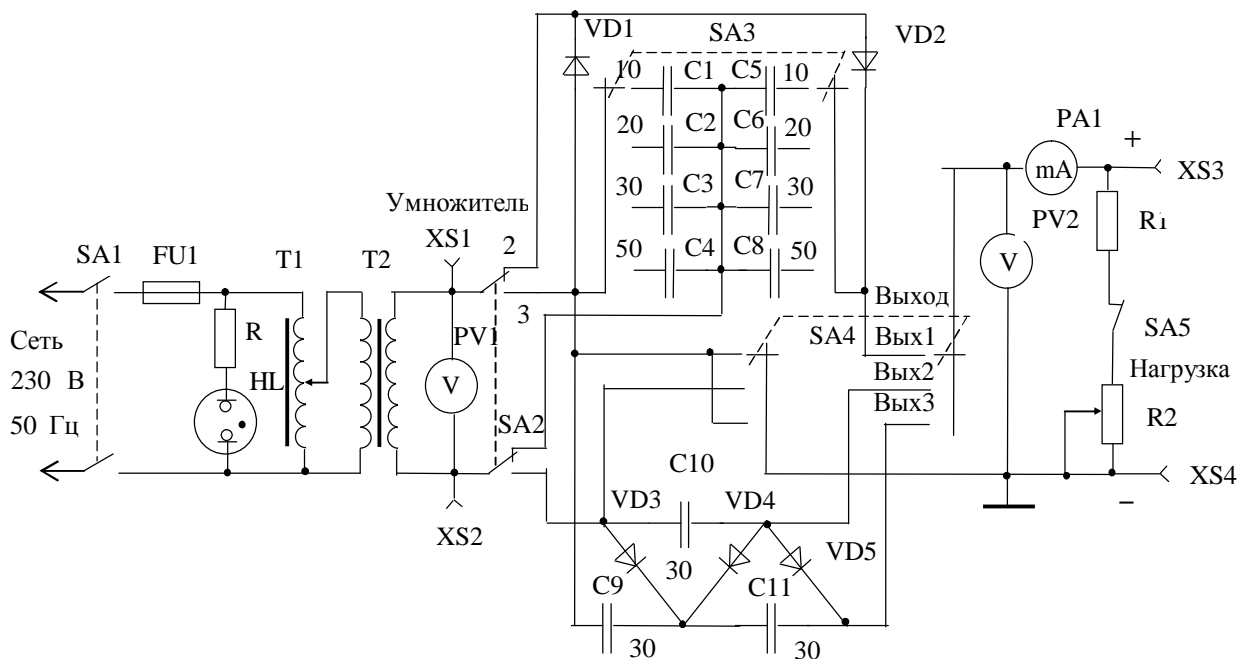 VD1
SA3
VD2
10
C1
C5
10
20
C2
C6
20
30
C3
C7
30
50
C4
C8
50
PA1
+
mA
XS3
PV2
R1
V
Умножитель
XS1
2
3
SA1
FU1
T1
T2
PV1
V
SA2
XS2
Сеть
230 В
50 Гц
R
HL
Выход
SA4
Вых1
Вых2
Вых3
SA5
Нагрузка
R2
XS4
–
C10
VD3
VD4
VD5
30
C9
C11
30
30